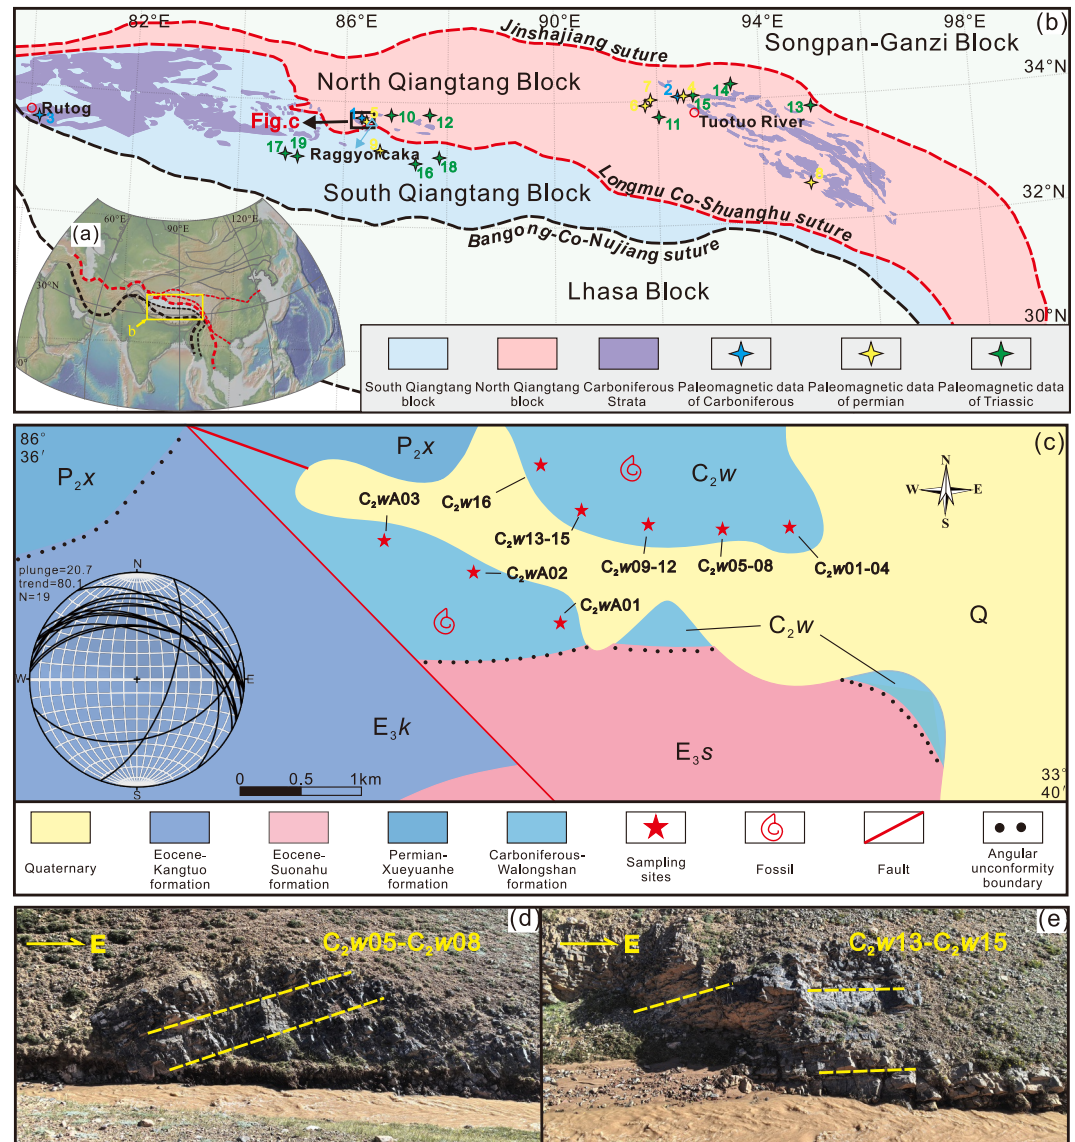 82°E
86°E
90°E
94°E
98°E
(b)
Jinshajiang suture
Songpan-Ganzi Block
34°N
North Qiangtang Block
Rutog
3
Fig.c
1
10
12
7
2
4
14
6
15
13
11
Tuotuo River
17
19
Raggyorcaka
9
16
18
8
South Qiangtang Block
Longmu Co-Shuanghu suture
32°N
Bangong-Co-Nujiang suture
Lhasa Block
30°N
(a)
60°E
90°E
120°E
30°N
0°
b
South Qiangtang block
North Qiangtang block
Carboniferous Strata
Paleomagnetic data of Carboniferous
Paleomagnetic data of permian
Paleomagnetic data of Triassic
86°
36′
(c)
P₂x
P₂x
C₂w
N
W
E
S
C₂wA03
C₂w16
C₂w13-15
C₂w09-12
C₂w05-08
C₂w01-04
C₂wA02
C₂wA01
C₂w
Q
plunge=20.7
trend=80.1
N=19
N
W
E
S
E₃k
E₃s
0
0.5
1km
33°
40′
Quaternary
Eocene-Kangtuo formation
Eocene-Suonahu formation
Permian-Xueyuanhe formation
Carboniferous-Walongshan formation
Sampling sites
Fossil
Fault
Angular unconformity boundary
(d)
E
C₂w05-C₂w08
(e)
E
C₂w13-C₂w15